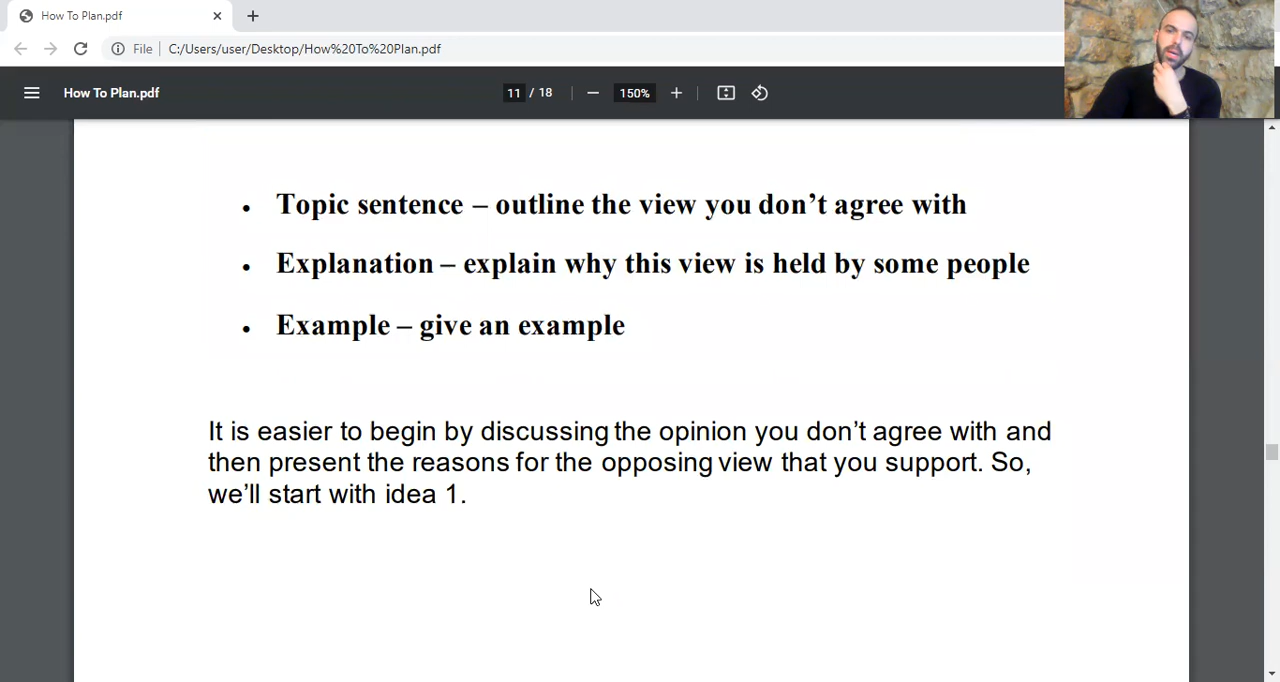 How To Plan.pdf
File
C:/Users/user/Desktop/How%20To%20Plan.pdf
How To Plan.pdf
11 / 18
150%
• Topic sentence – outline the view you don’t agree with
• Explanation – explain why this view is held by some people
• Example – give an example
It is easier to begin by discussing the opinion you don’t agree with and
then present the reasons for the opposing view that you support. So,
we’ll start with idea 1.